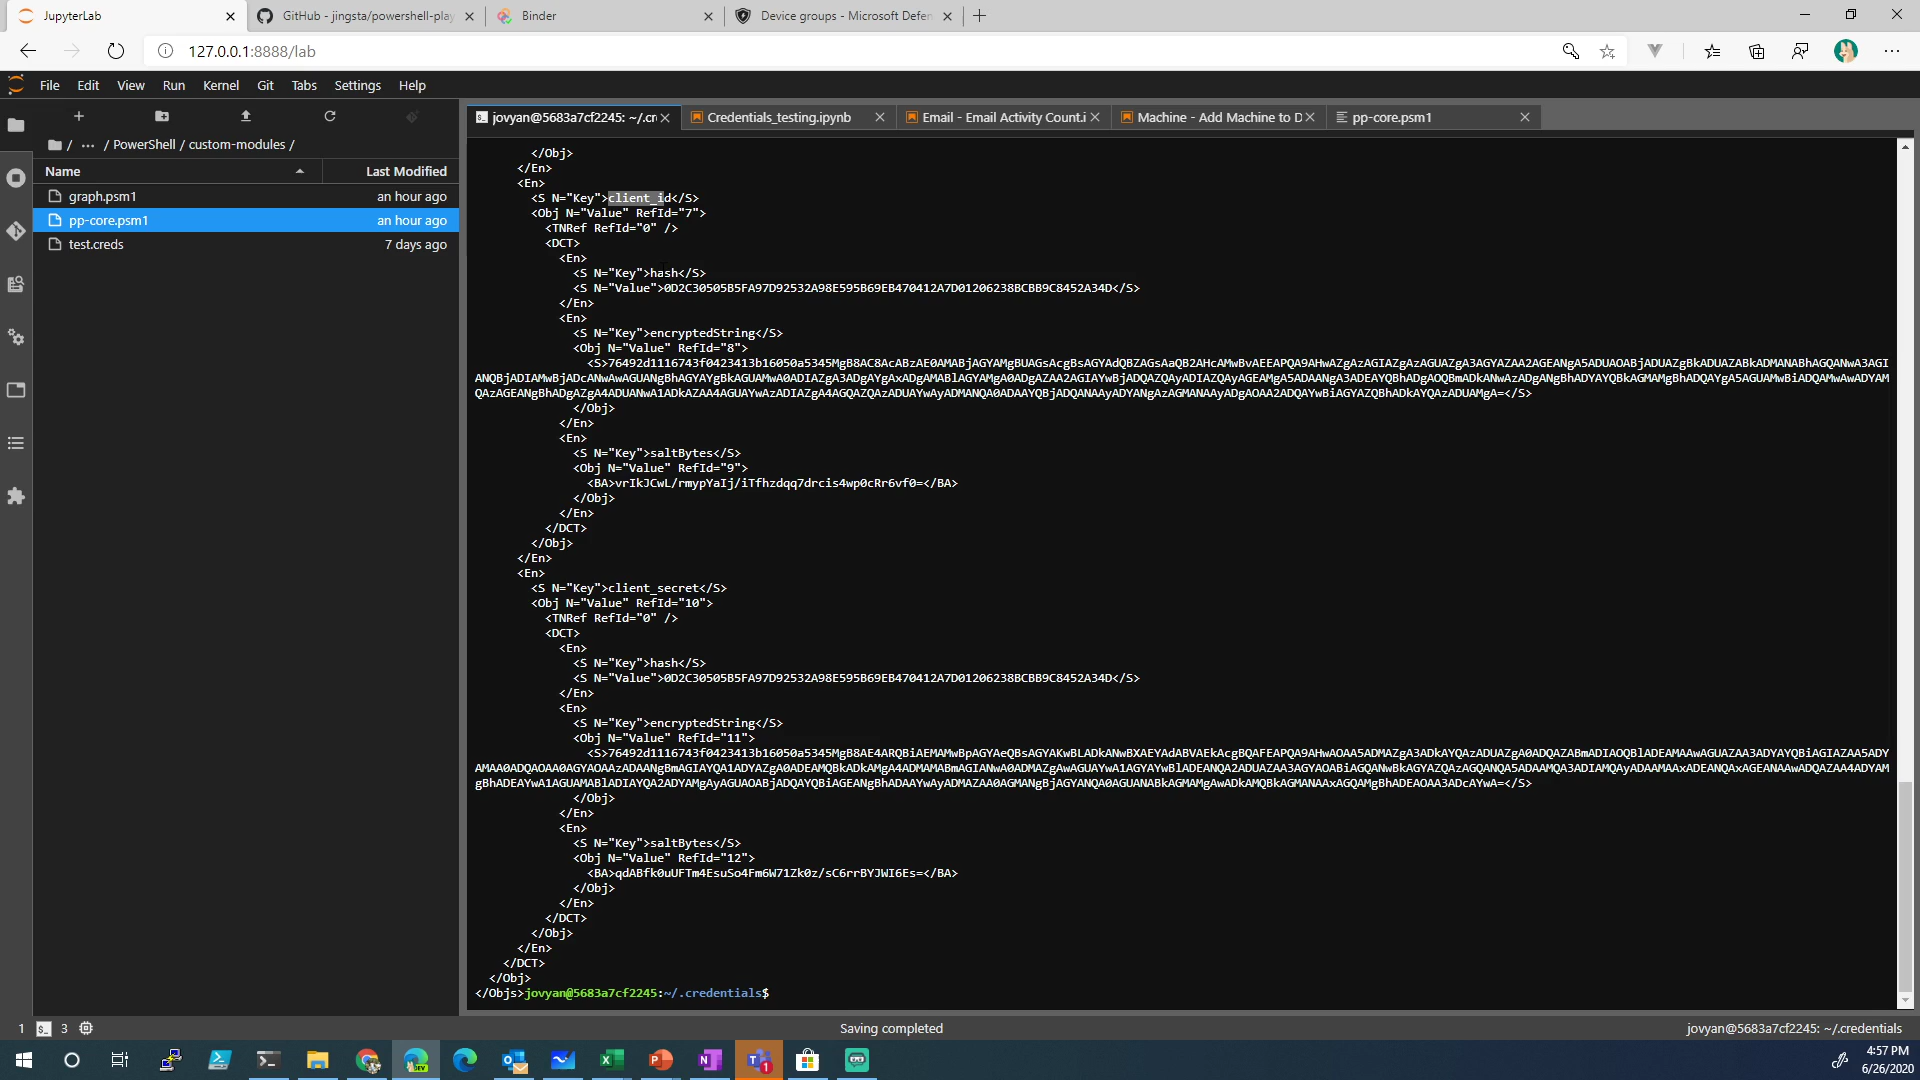 JupyterLab
GitHub - jingsta/powershell-play
Binder
Device groups - Microsoft Defen
127.0.0.1:8888/lab
File Edit View Run Kernel Git Tabs Settings Help
/ ··· / PowerShell / custom-modules /
Name Last Modified
graph.psm1 an hour ago
pp-core.psm1 an hour ago
test.creds 7 days ago
jovyan@5683a7cf2245: ~/.cr
Credentials_testing.ipynb
Email - Email Activity Count.i
Machine - Add Machine to D
pp-core.psm1
</Obj>
</En>
<En>
<S N="Key">client_id</S>
<Obj N="Value" RefId="7">
<TNRef RefId="0" />
<DCT>
<En>
<S N="Key">hash</S>
<S N="Value">0D2C30505B5FA97D92532A98E595B69EB470412A7D01206238BCBB9C8452A34D</S>
</En>
<En>
<S N="Key">encryptedString</S>
<Obj N="Value" RefId="8">
</Obj>
</En>
<En>
<S N="Key">saltBytes</S>
<Obj N="Value" RefId="9">
<BA>vrIkJCwL/rmypYaIj/iTfhzdqq7drcis4wp0cRr6vf0=</BA>
</Obj>
</En>
</DCT>
</Obj>
</En>
<En>
<S N="Key">client_secret</S>
<Obj N="Value" RefId="10">
<TNRef RefId="0" />
<DCT>
<En>
<S N="Key">hash</S>
<S N="Value">0D2C30505B5FA97D92532A98E595B69EB470412A7D01206238BCBB9C8452A34D</S>
</En>
<En>
<S N="Key">encryptedString</S>
<Obj N="Value" RefId="11">
</Obj>
</En>
<En>
<S N="Key">saltBytes</S>
<Obj N="Value" RefId="12">
<BA>qdABfk0uUFTm4EsuSo4Fm6W71Zk0z/sC6rrBYJWI6Es=</BA>
</Obj>
</En>
</DCT>
</Obj>
</En>
</DCT>
</Obj>
</Objs>jovyan@5683a7cf2245:~/.credentials$
1 3
Saving completed
jovyan@5683a7cf2245: ~/.credentials
4:57 PM
6/26/2020